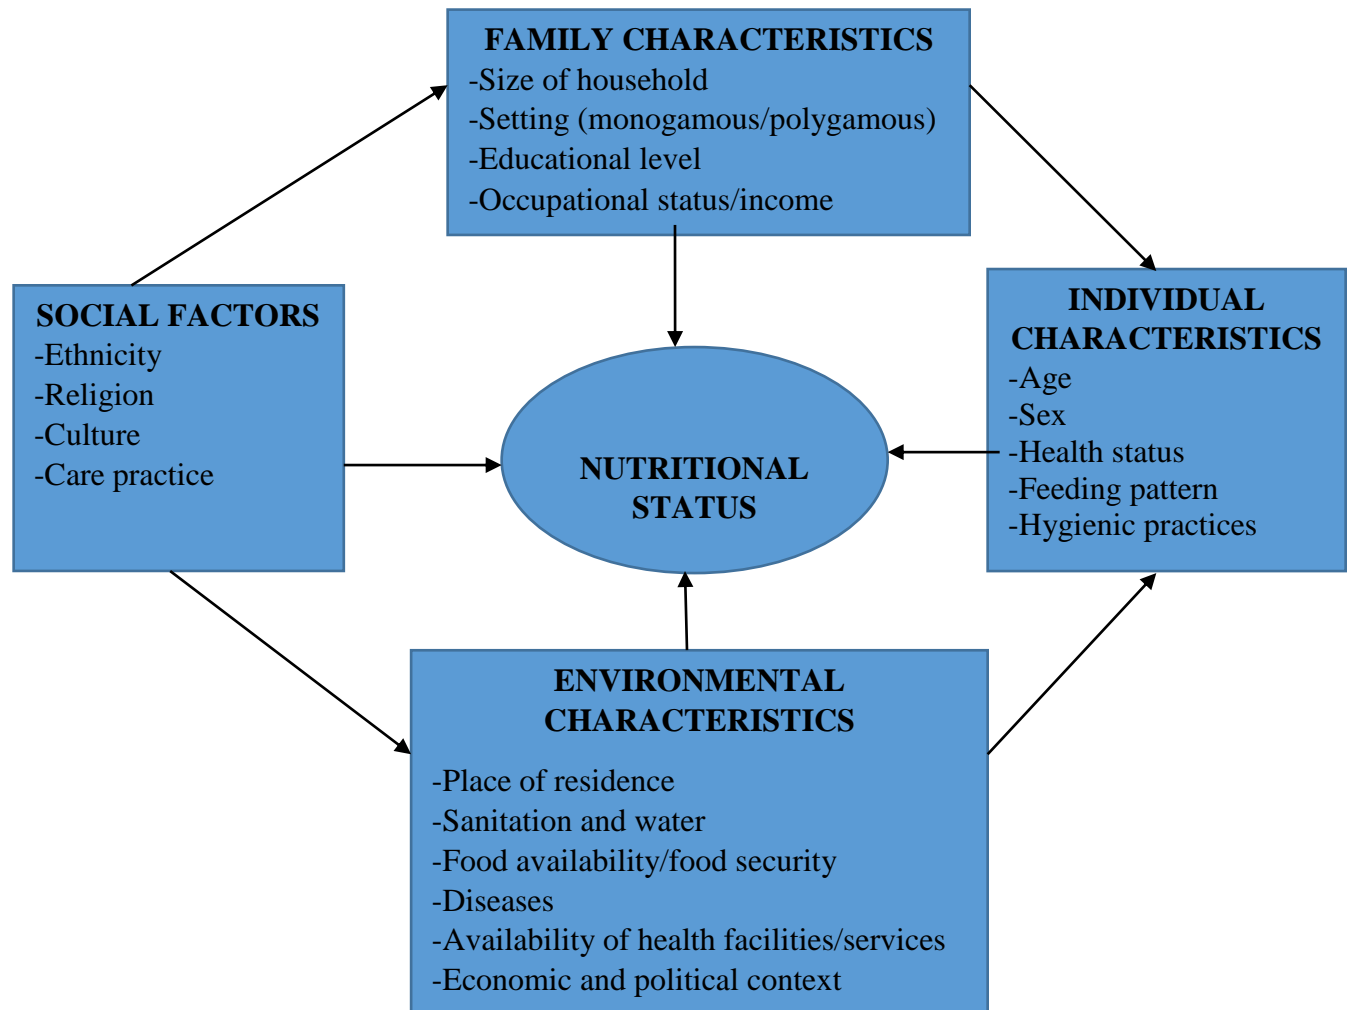 FAMILY CHARACTERISTICS
-Size of household
-Setting (monogamous/polygamous)
-Educational level
-Occupational status/income
SOCIAL FACTORS
-Ethnicity
-Religion
-Culture
-Care practice
INDIVIDUAL
CHARACTERISTICS
-Age
-Sex
-Health status
-Feeding pattern
-Hygienic practices
NUTRITIONAL
STATUS
ENVIRONMENTAL
CHARACTERISTICS
-Place of residence
-Sanitation and water
-Food availability/food security
-Diseases
-Availability of health facilities/services
-Economic and political context